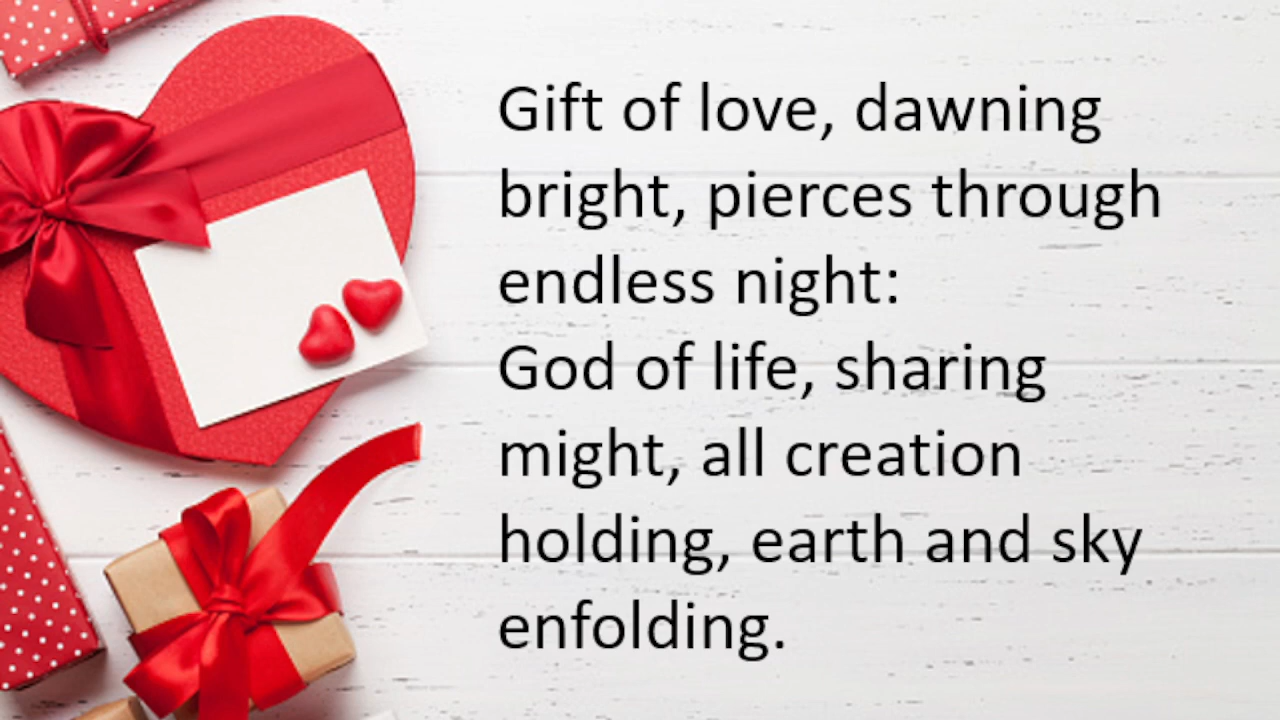 Gift of love, dawning
bright, pierces through
endless night:
God of life, sharing
might, all creation
holding, earth and sky
enfolding.